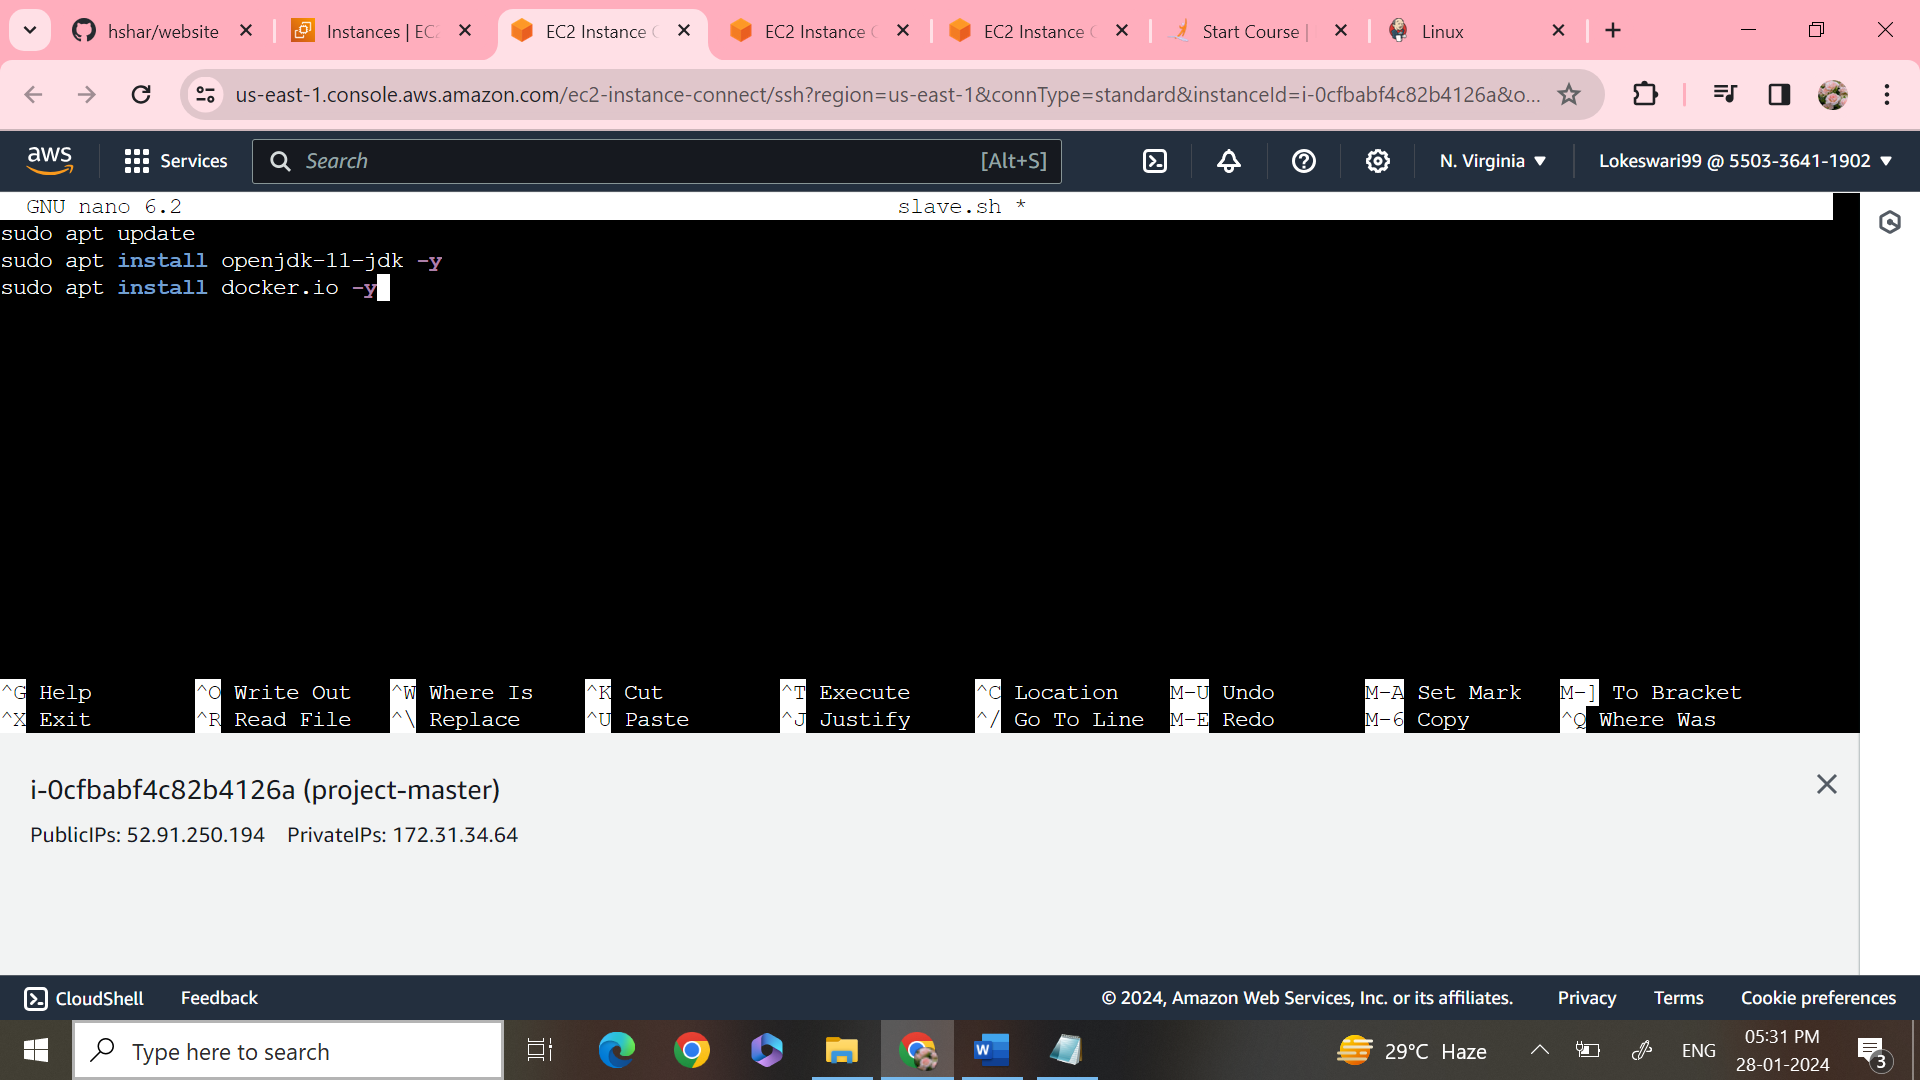 hshar/website
Instances | EC
EC2 Instance C
EC2 Instance C
EC2 Instance C
Start Course |
Linux
us-east-1.console.aws.amazon.com/ec2-instance-connect/ssh?region=us-east-1&connType=standard&instanceId=i-0cfbabf4c82b4126a&o...
aws
Services
Search
[Alt+S]
N. Virginia
Lokeswari99 @ 5503-3641-1902
GNU nano 6.2
slave.sh *
sudo apt update
sudo apt install openjdk-11-jdk -y
sudo apt install docker.io -y
^G Help ^O Write Out ^W Where Is ^K Cut ^T Execute ^C Location M-U Undo M-A Set Mark M-] To Bracket
^X Exit ^R Read File ^\ Replace ^U Paste ^J Justify ^/ Go To Line M-E Redo M-6 Copy ^Q Where Was
i-0cfbabf4c82b4126a (project-master)
PublicIPs: 52.91.250.194 PrivateIPs: 172.31.34.64
CloudShell
Feedback
© 2024, Amazon Web Services, Inc. or its affiliates.
Privacy
Terms
Cookie preferences
Type here to search
W
29°C Haze
ENG
05:31 PM
28-01-2024
3